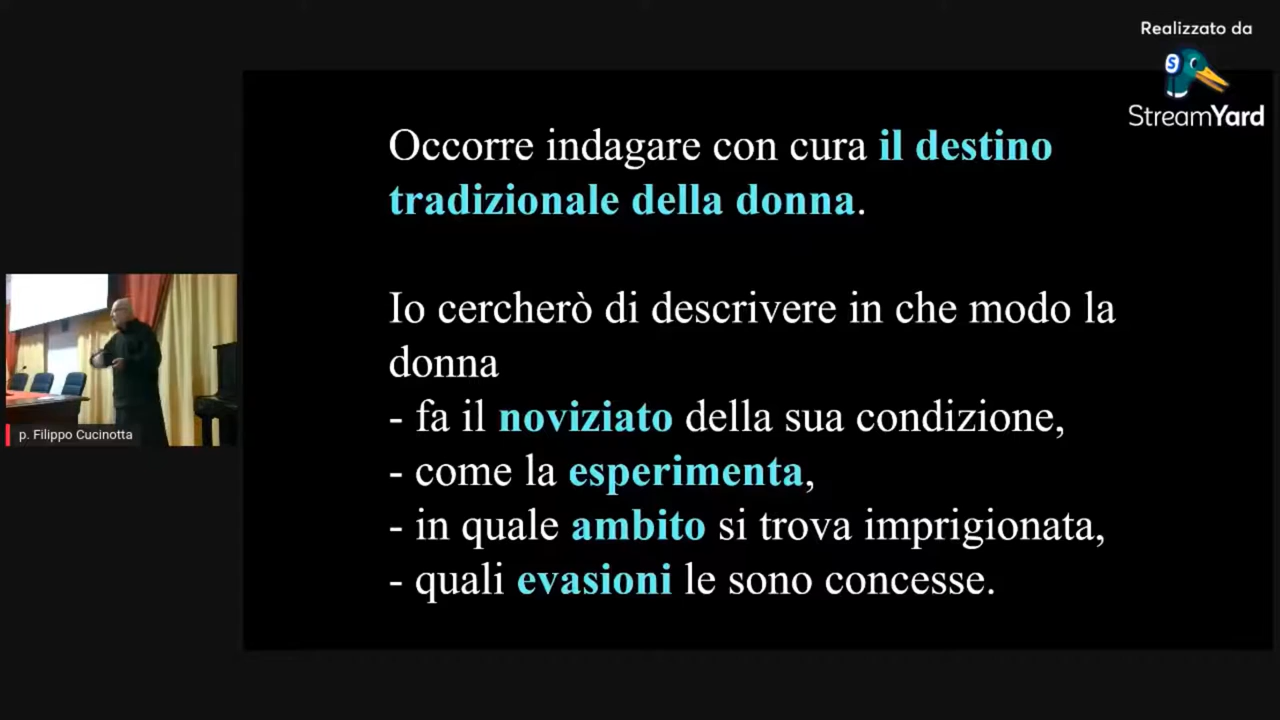 Realizzato da
StreamYard
Occorre indagare con cura il destino
tradizionale della donna.
Io cercherò di descrivere in che modo la
donna
- fa il noviziato della sua condizione,
- come la esperimenta,
- in quale ambito si trova imprigionata,
- quali evasioni le sono concesse.
p. Filippo Cucinotta